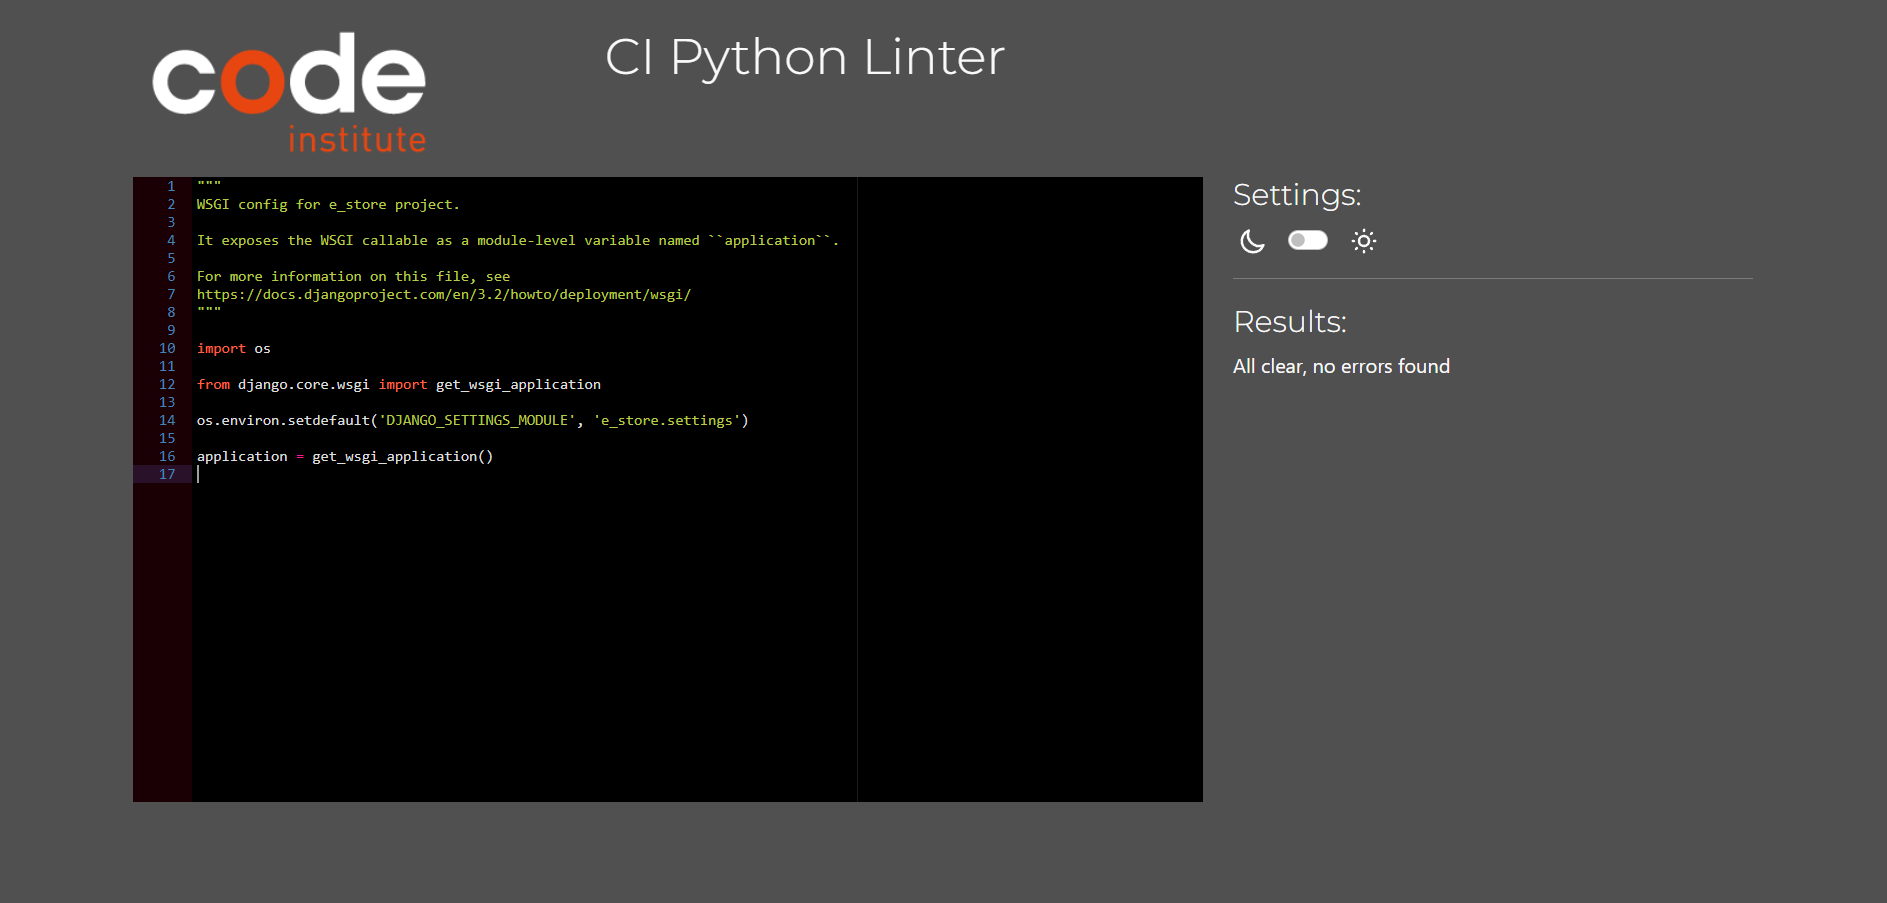 code
institute
CI Python Linter
1 """
2 WSGI config for e_store project.
3
4 It exposes the WSGI callable as a module-level variable named ``application``.
5
6 For more information on this file, see
7 https://docs.djangoproject.com/en/3.2/howto/deployment/wsgi/
8 """
9
10 import os
11
12 from django.core.wsgi import get_wsgi_application
13
14 os.environ.setdefault('DJANGO_SETTINGS_MODULE', 'e_store.settings')
15
16 application = get_wsgi_application()
17
Settings:
Results:
All clear, no errors found